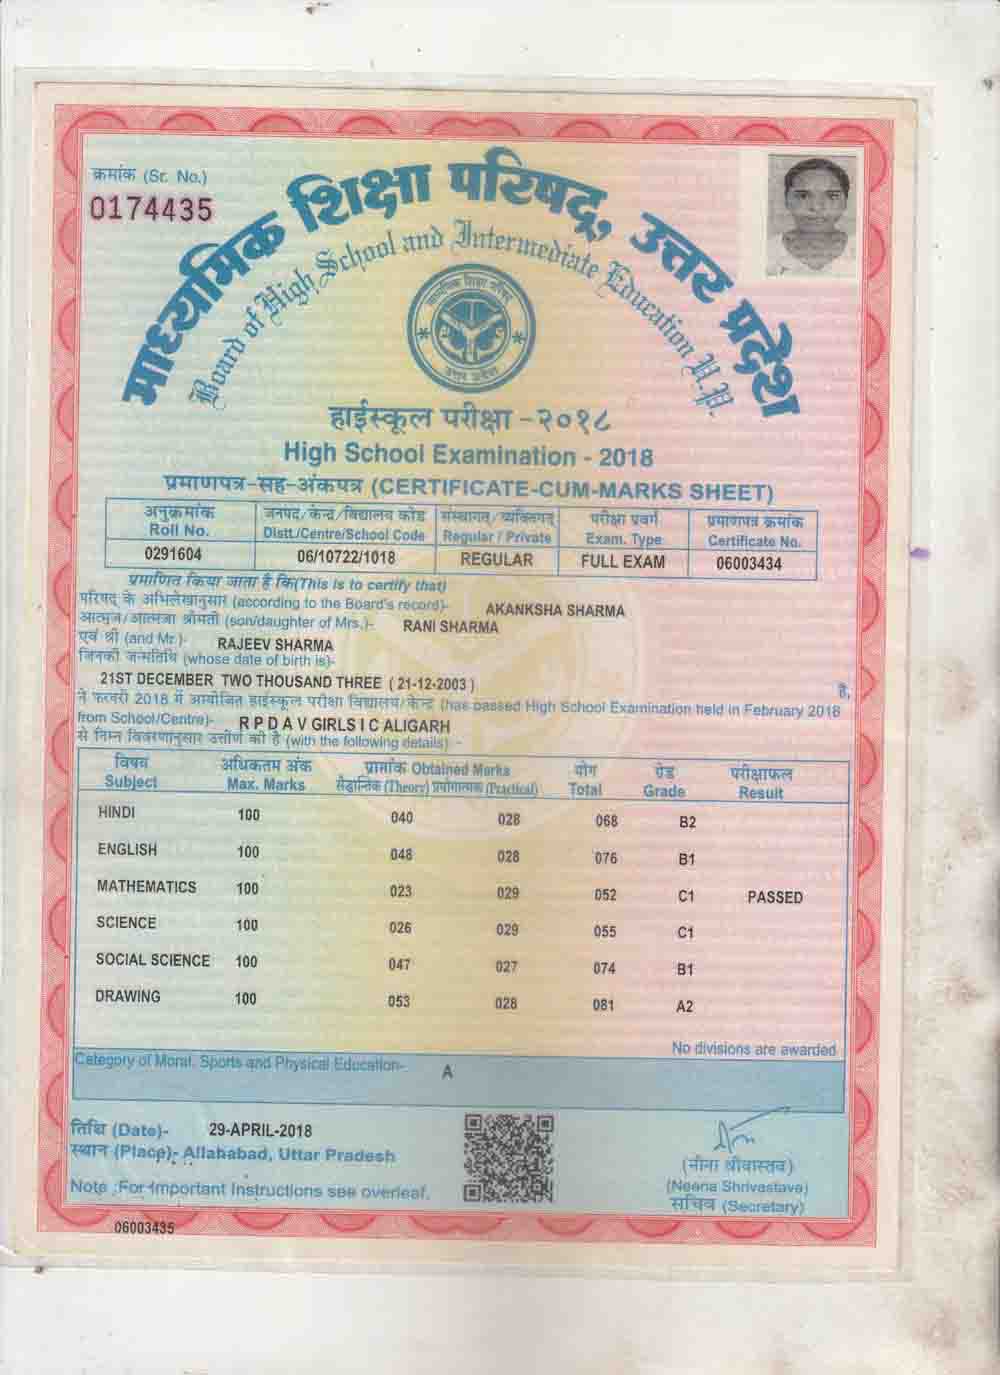 क्रमांक (Sr. No.)
0174435
माध्यमिक शिक्षा परिषद्, उत्तर प्रदेश
Board of High School and Intermediate Education U.P.
माध्यमिक शिक्षा परिषद्
उत्तर प्रदेश
हाईस्कूल परीक्षा -२०१८
High School Examination - 2018
प्रमाणपत्र-सह-अंकपत्र (CERTIFICATE-CUM-MARKS SHEET)
अनुक्रमांक जनपद/केन्द्र/विद्यालय कोड संस्थागत/व्यक्तिगत परीक्षा प्रवर्ग प्रमाणपत्र क्रमांक
Roll No. Distt./Centre/School Code Regular / Private Exam. Type Certificate No.
0291604 06/10722/1018 REGULAR FULL EXAM 06003434
प्रमाणित किया जाता है कि(This is to certify that)
परिषद् के अभिलेखानुसार (according to the Board's record)- AKANKSHA SHARMA
आत्मज/आत्मजा श्रीमती (son/daughter of Mrs.)- RANI SHARMA
एवं श्री (and Mr.)- RAJEEV SHARMA
जिनकी जन्मतिथि (whose date of birth is)-
21ST DECEMBER TWO THOUSAND THREE ( 21-12-2003 ) है,
ने फरवरी 2018 में आयोजित हाईस्कूल परीक्षा विद्यालय/केन्द्र (has passed High School Examination held in February 2018
from School/Centre)- R P D A V GIRLS I C ALIGARH
से निम्न विवरणानुसार उत्तीर्ण की है (with the following details) -
विषय अधिकतम अंक प्राप्तांक Obtained Marks योग ग्रेड परीक्षाफल
Subject Max. Marks सैद्धान्तिक (Theory) प्रयोगात्मक (Practical) Total Grade Result
HINDI 100 040 028 068 B2
ENGLISH 100 048 028 076 B1
MATHEMATICS 100 023 029 052 C1 PASSED
SCIENCE 100 026 029 055 C1
SOCIAL SCIENCE 100 047 027 074 B1
DRAWING 100 053 028 081 A2
No divisions are awarded
Category of Moral, Sports and Physical Education- A
तिथि (Date)- 29-APRIL-2018
स्थान (Place)- Allahabad, Uttar Pradesh
Note :For Important Instructions see overleaf.
(नीना श्रीवास्तव)
(Neena Shrivastava)
सचिव (Secretary)
06003435